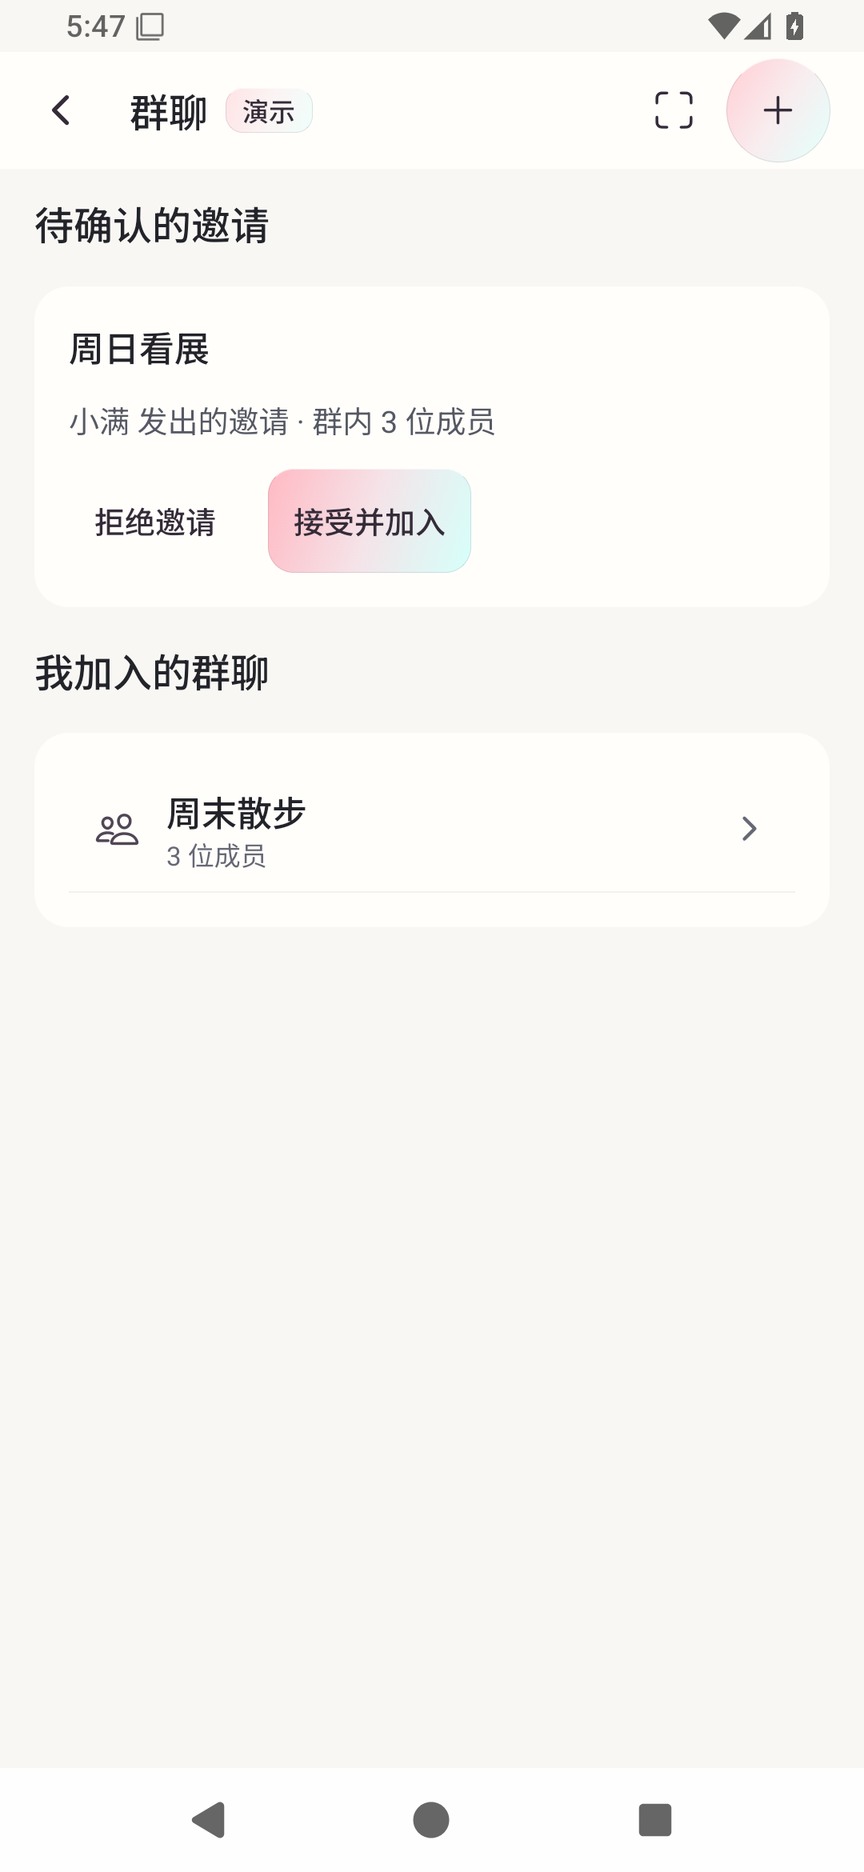 5:47
群聊 演示
待确认的邀请
周日看展
小满 发出的邀请 · 群内 3 位成员
拒绝邀请 接受并加入
我加入的群聊
周末散步
3 位成员